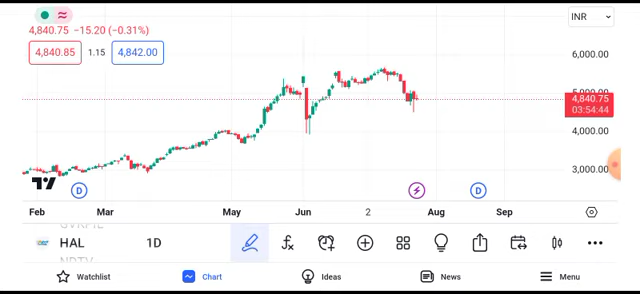 INR
4,840.75 −15.20 (−0.31%)
4,840.85 1.15 4,842.00
6,000.00
5,000.00
4,840.75
03:54:44
4,000.00
3,000.00
D D
Feb Mar May Jun 2 Aug Sep
HAL 1D
NDTV
Watchlist Chart Ideas News Menu